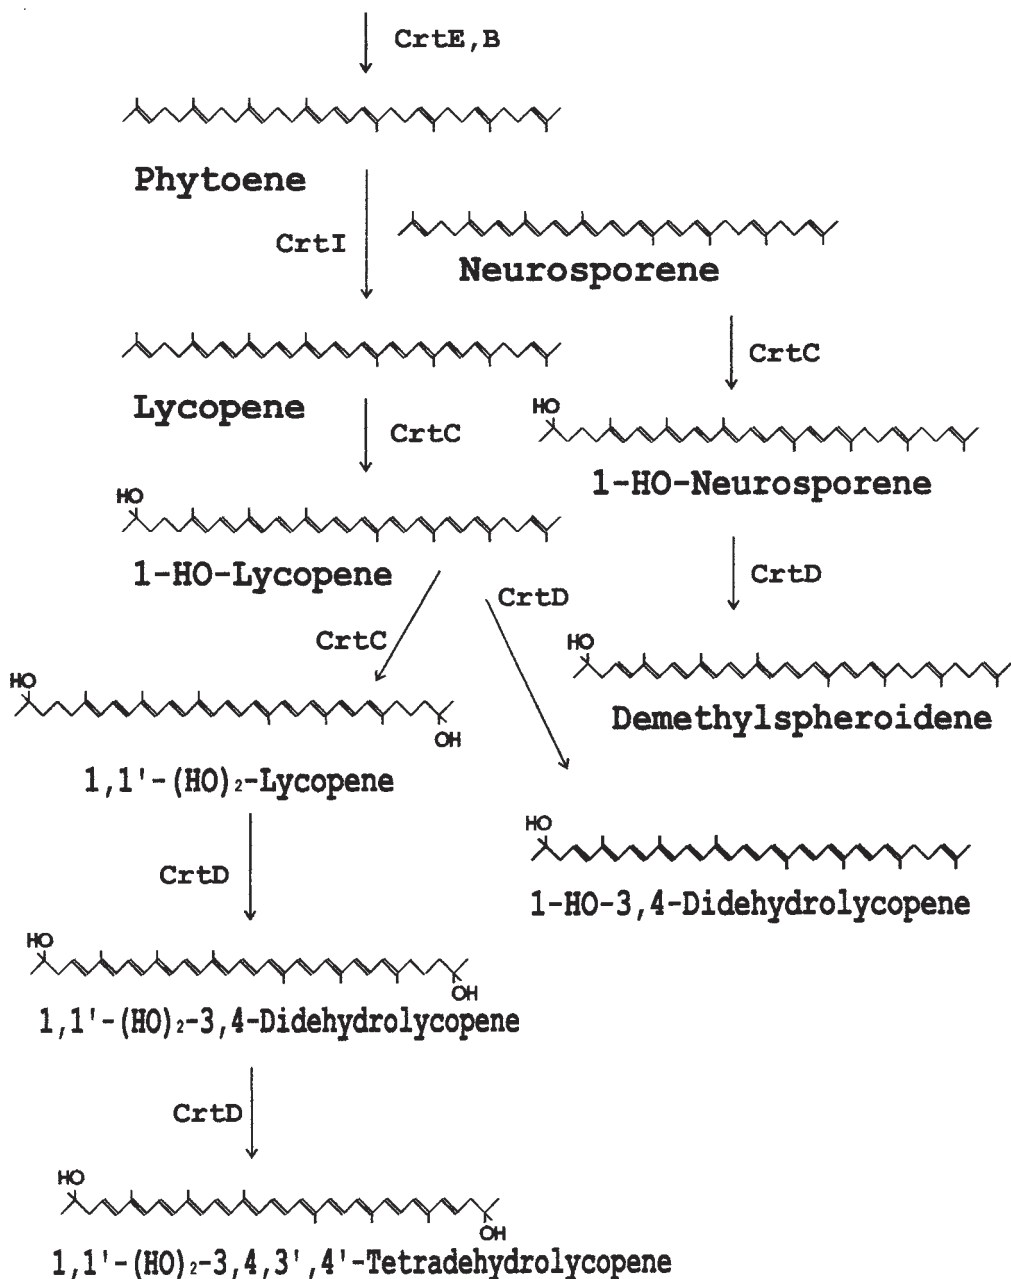 CrtE,B
Phytoene
CrtI
Neurosporene
CrtC
Lycopene
CrtC
HO
1-HO-Neurosporene
HO
1-HO-Lycopene
CrtD
CrtD
CrtC
HO
Demethylspheroidene
HO
OH
1,1'-(HO)₂-Lycopene
HO
CrtD
1-HO-3,4-Didehydrolycopene
HO
OH
1,1'-(HO)₂-3,4-Didehydrolycopene
CrtD
HO
OH
1,1'-(HO)₂-3,4,3',4'-Tetradehydrolycopene